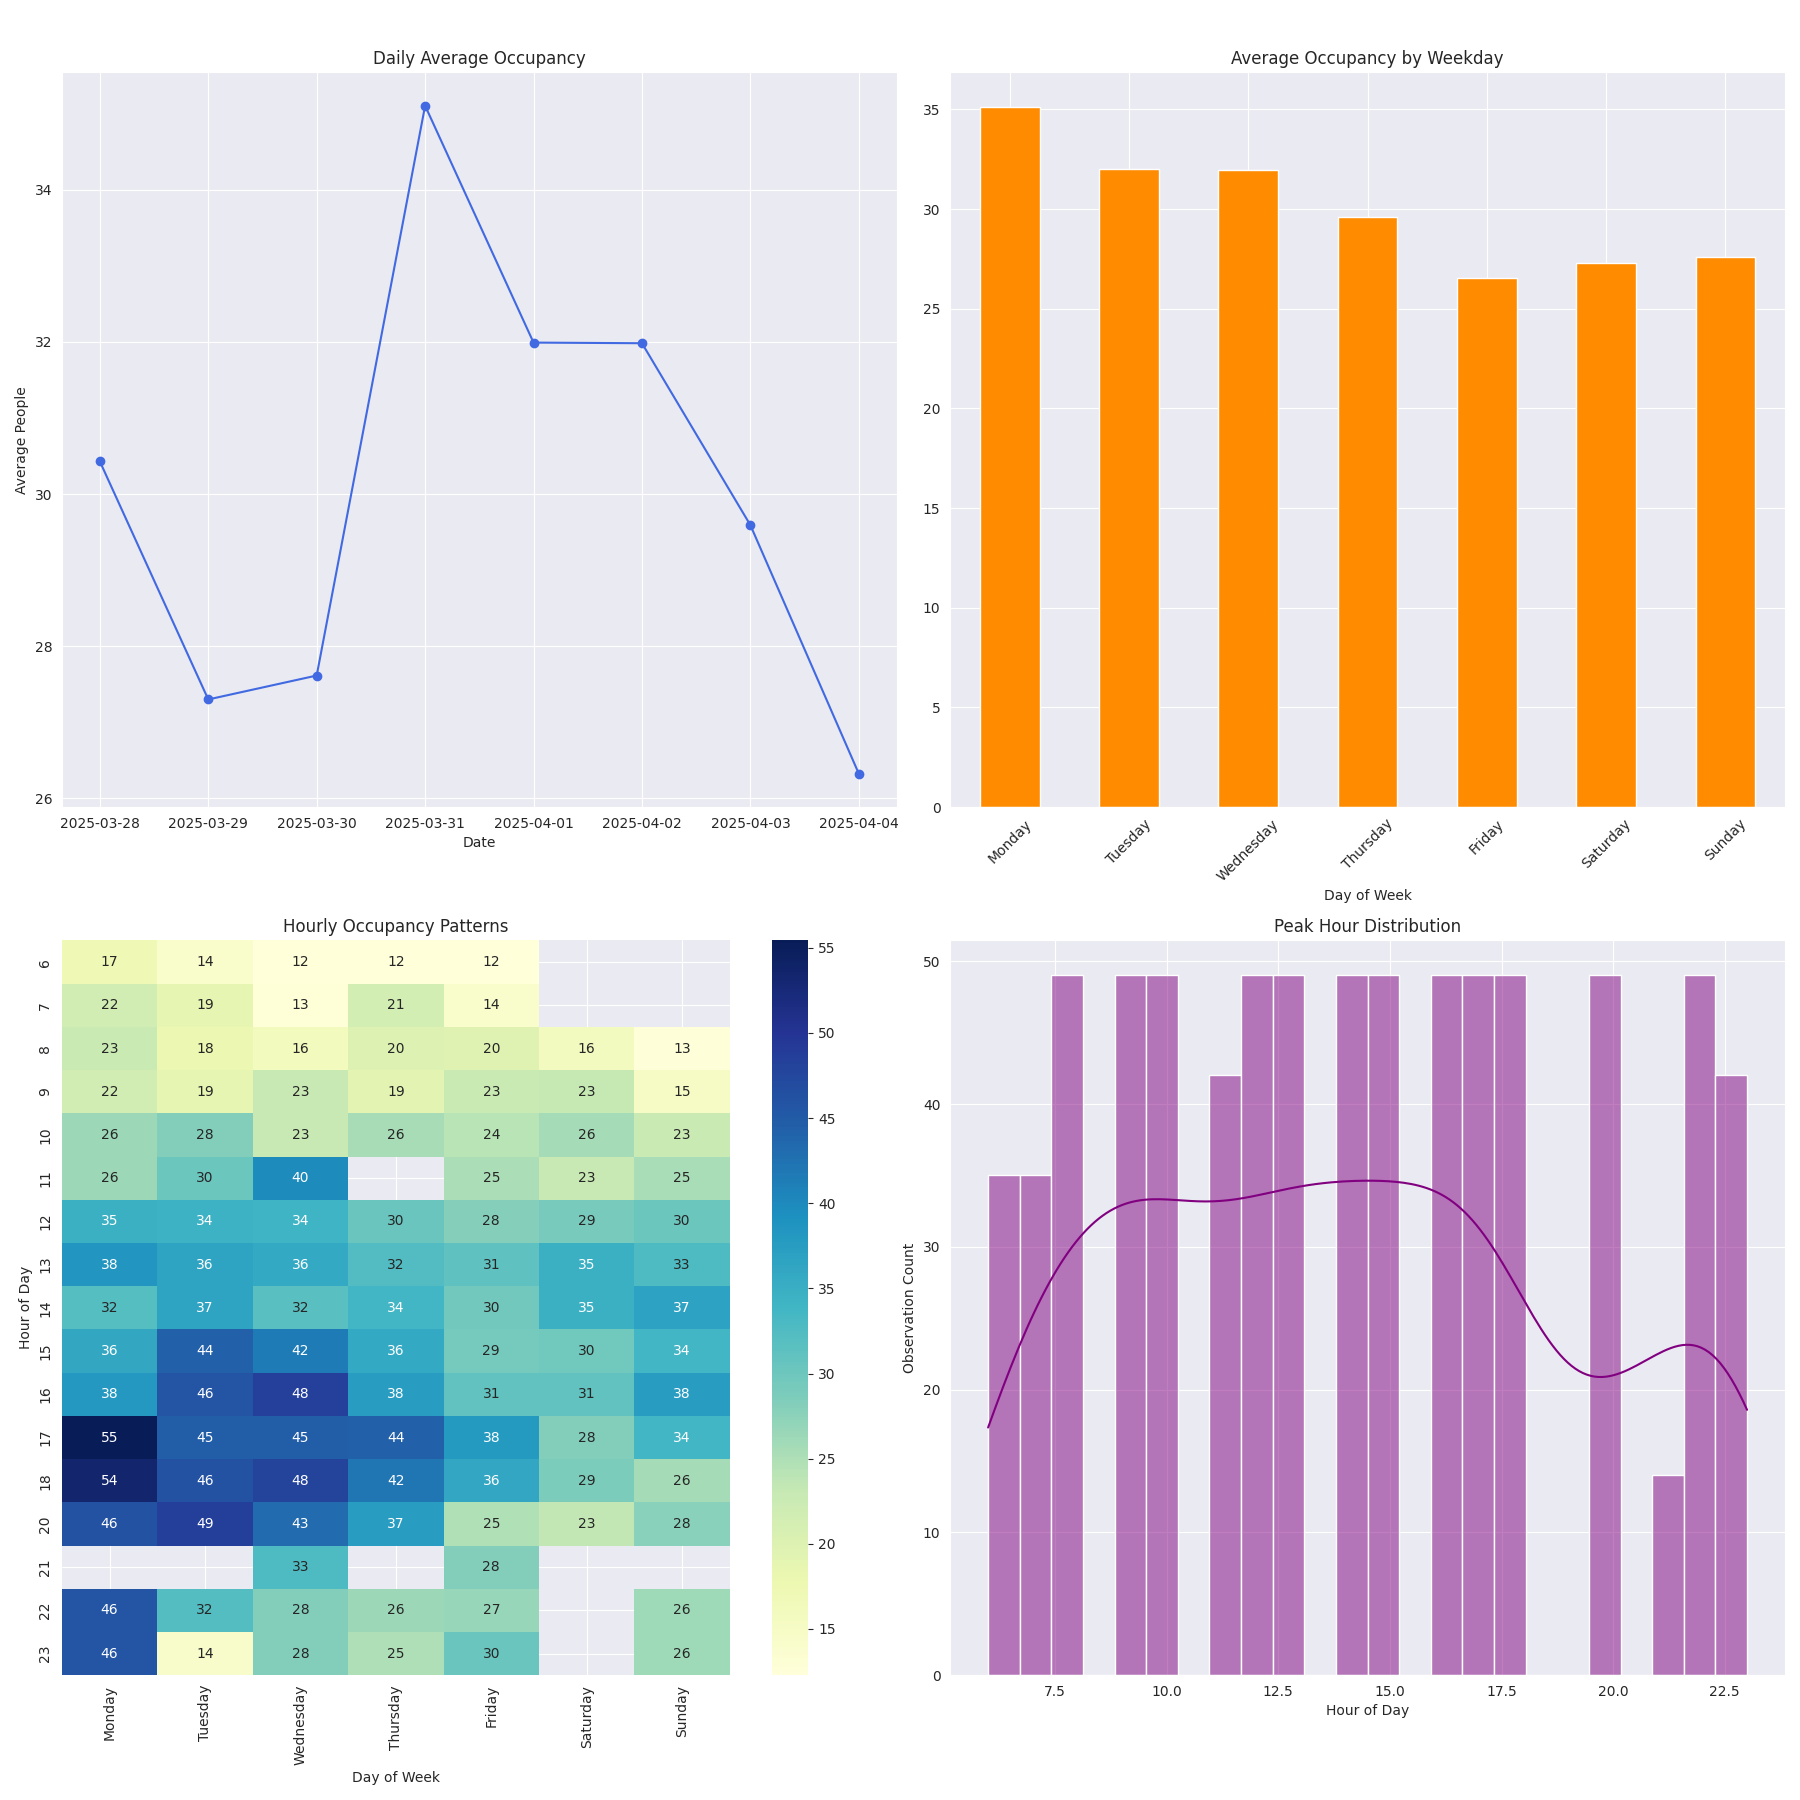 Daily Average Occupancy
34
32
30
28
26
Average People
2025-03-28 2025-03-29 2025-03-30 2025-03-31 2025-04-01 2025-04-02 2025-04-03 2025-04-04
Date
Average Occupancy by Weekday
35
30
25
20
15
10
5
0
Monday Tuesday Wednesday Thursday Friday Saturday Sunday
Day of Week
Hourly Occupancy Patterns
Hour of Day
6 17 14 12 12 12
7 22 19 13 21 14
8 23 18 16 20 20 16 13
9 22 19 23 19 23 23 15
10 26 28 23 26 24 26 23
11 26 30 40 25 23 25
12 35 34 34 30 28 29 30
13 38 36 36 32 31 35 33
14 32 37 32 34 30 35 37
15 36 44 42 36 29 30 34
16 38 46 48 38 31 31 38
17 55 45 45 44 38 28 34
18 54 46 48 42 36 29 26
20 46 49 43 37 25 23 28
21 33 28
22 46 32 28 26 27 26
23 46 14 28 25 30 26
Monday Tuesday Wednesday Thursday Friday Saturday Sunday
Day of Week
55
50
45
40
35
30
25
20
15
Peak Hour Distribution
50
40
30
20
10
0
Observation Count
7.5 10.0 12.5 15.0 17.5 20.0 22.5
Hour of Day